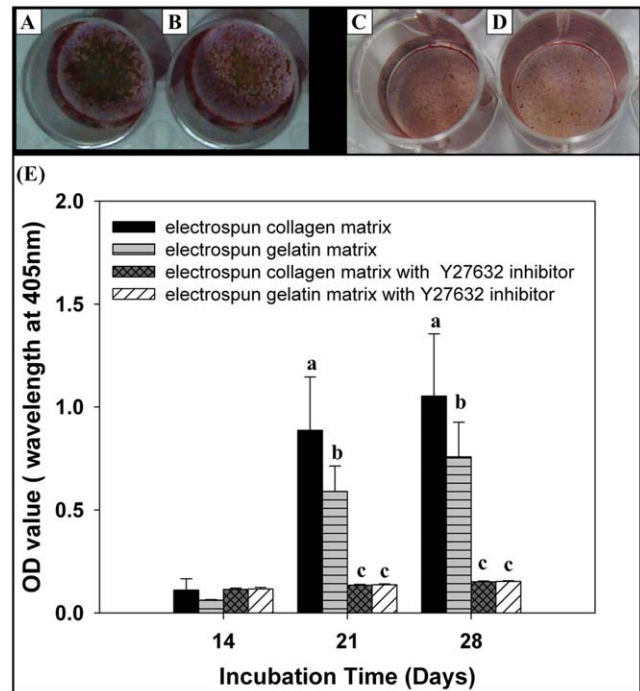 A B C D
(E)
2.0
electrospun collagen matrix
electrospun gelatin matrix
electrospun collagen matrix with Y27632 inhibitor
electrospun gelatin matrix with Y27632 inhibitor
1.5
a
a
1.0
b
b
0.5
c c
c c
0.0
14 21 28
OD value ( wavelength at 405nm)
Incubation Time (Days)